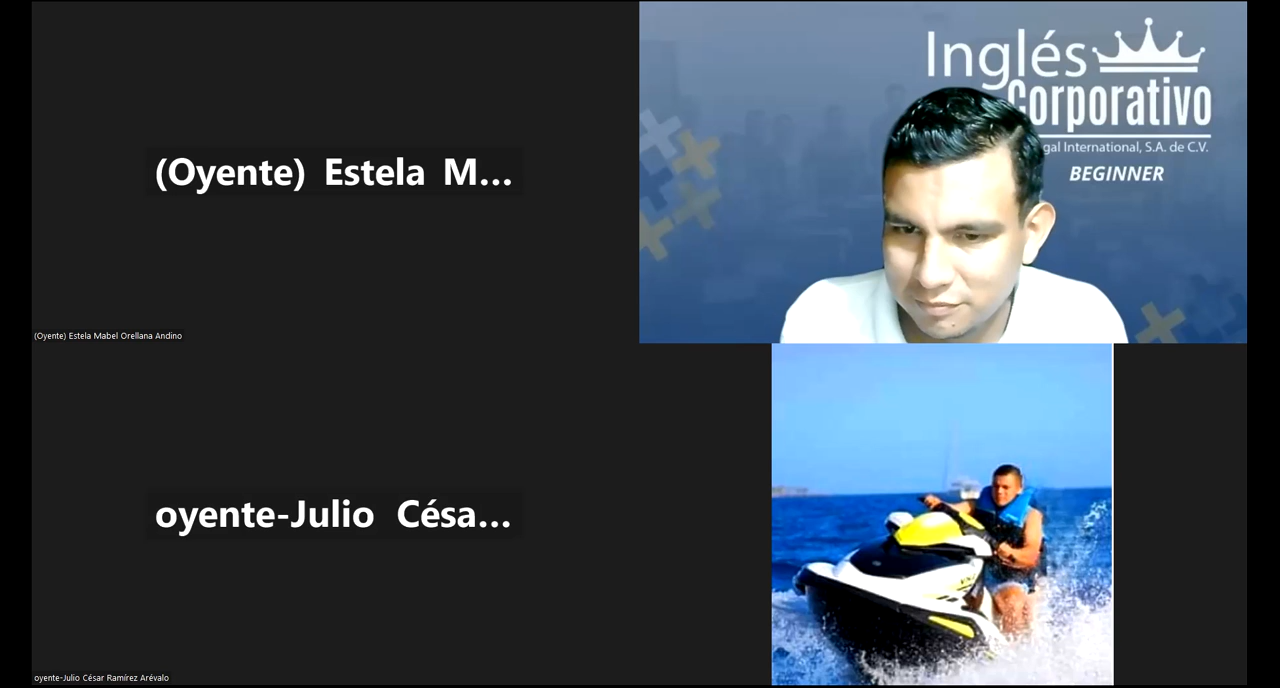 (Oyente) Estela M...
Inglés
Corporativo
gal International, S.A. de C.V.
BEGINNER
(Oyente) Estela Mabel Orellana Andino
oyente-Julio Césa...
oyente-Julio César Ramírez Arévalo